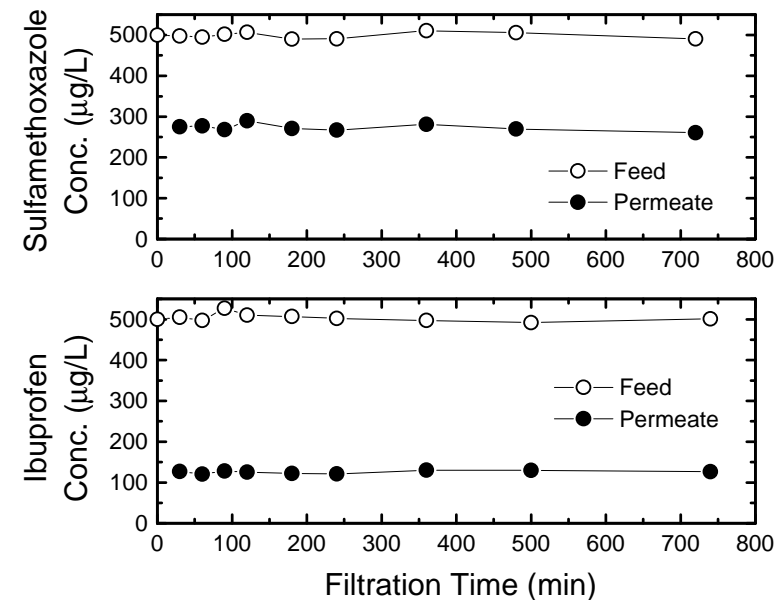 Sulfamethoxazole
Conc. (μg/L)
500
400
300
200
100
0
Feed
Permeate
0 100 200 300 400 500 600 700 800
Ibuprofen
Conc. (μg/L)
500
400
300
200
100
0
Feed
Permeate
0 100 200 300 400 500 600 700 800
Filtration Time (min)